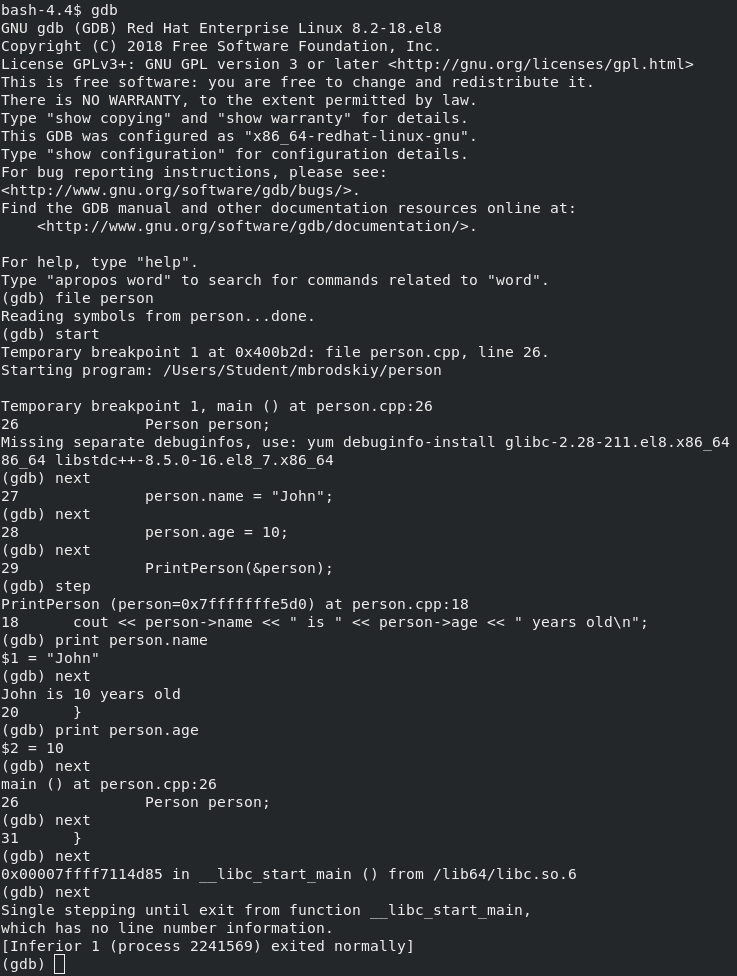 bash-4.4$ gdb
GNU gdb (GDB) Red Hat Enterprise Linux 8.2-18.el8
Copyright (C) 2018 Free Software Foundation, Inc.
License GPLv3+: GNU GPL version 3 or later <http://gnu.org/licenses/gpl.html>
This is free software: you are free to change and redistribute it.
There is NO WARRANTY, to the extent permitted by law.
Type "show copying" and "show warranty" for details.
This GDB was configured as "x86_64-redhat-linux-gnu".
Type "show configuration" for configuration details.
For bug reporting instructions, please see:
<http://www.gnu.org/software/gdb/bugs/>.
Find the GDB manual and other documentation resources online at:
    <http://www.gnu.org/software/gdb/documentation/>.

For help, type "help".
Type "apropos word" to search for commands related to "word".
(gdb) file person
Reading symbols from person...done.
(gdb) start
Temporary breakpoint 1 at 0x400b2d: file person.cpp, line 26.
Starting program: /Users/Student/mbrodskiy/person

Temporary breakpoint 1, main () at person.cpp:26
26              Person person;
Missing separate debuginfos, use: yum debuginfo-install glibc-2.28-211.el8.x86_64
86_64 libstdc++-8.5.0-16.el8_7.x86_64
(gdb) next
27              person.name = "John";
(gdb) next
28              person.age = 10;
(gdb) next
29              PrintPerson(&person);
(gdb) step
PrintPerson (person=0x7fffffffe5d0) at person.cpp:18
18      cout << person->name << " is " << person->age << " years old\n";
(gdb) print person.name
$1 = "John"
(gdb) next
John is 10 years old
20      }
(gdb) print person.age
$2 = 10
(gdb) next
main () at person.cpp:26
26              Person person;
(gdb) next
31      }
(gdb) next
0x00007ffff7114d85 in __libc_start_main () from /lib64/libc.so.6
(gdb) next
Single stepping until exit from function __libc_start_main,
which has no line number information.
[Inferior 1 (process 2241569) exited normally]
(gdb)